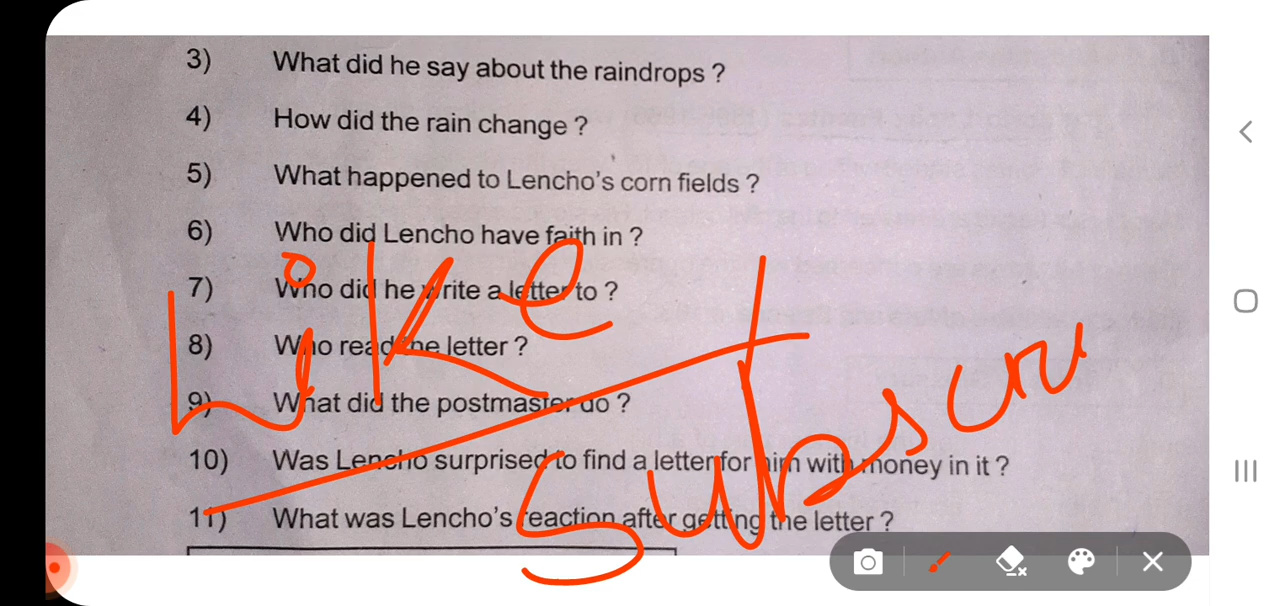 3) What did he say about the raindrops ?
4) How did the rain change ?
5) What happened to Lencho's corn fields ?
6) Who did Lencho have faith in ?
7) Who did he write a letter to ?
8) Who read the letter ?
9) What did the postmaster do ?
10) Was Lencho surprised to find a letter for him with money in it ?
11) What was Lencho's reaction after getting the letter ?
Like
subscri